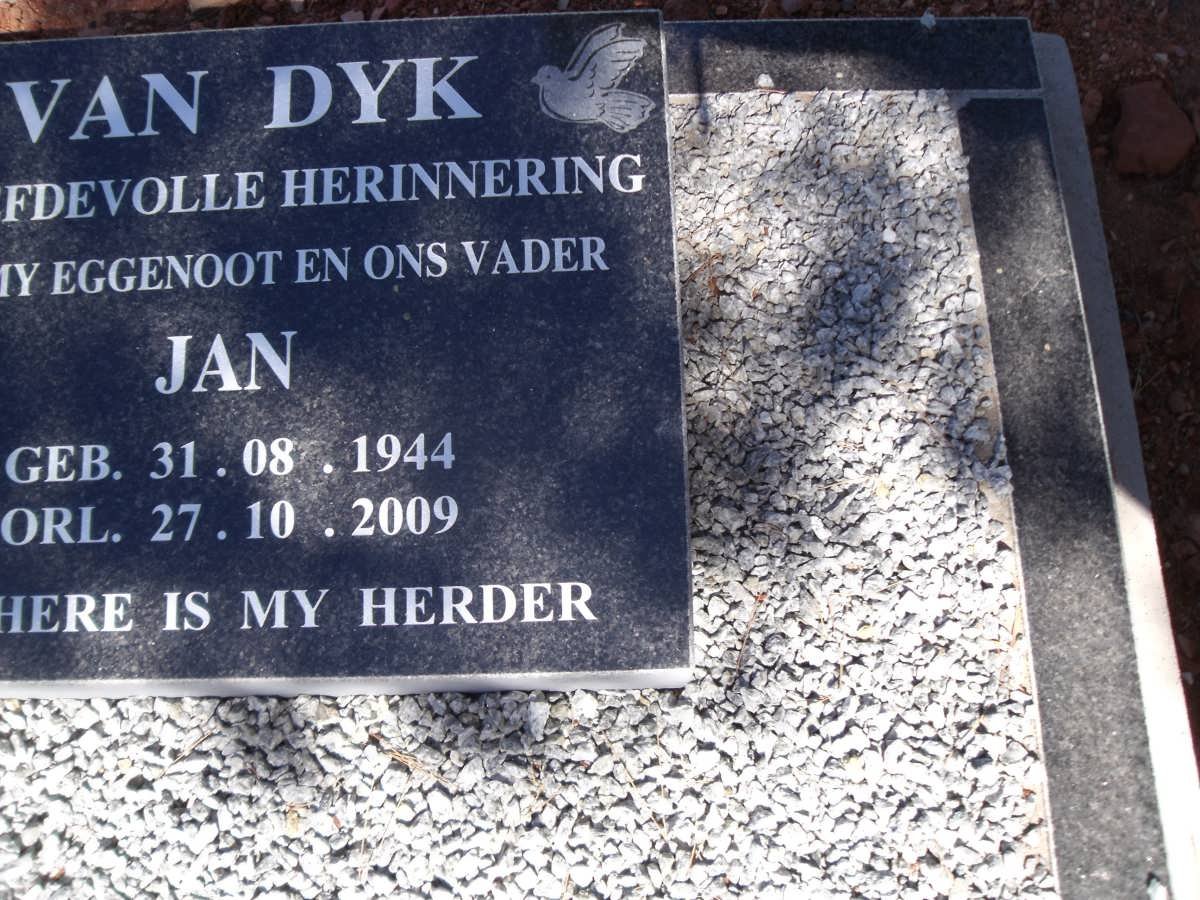 VAN DYK
FDEVOLLE HERINNERING
MY EGGENOOT EN ONS VADER
JAN
GEB. 31.08.1944
ORL. 27.10.2009
HERE IS MY HERDER